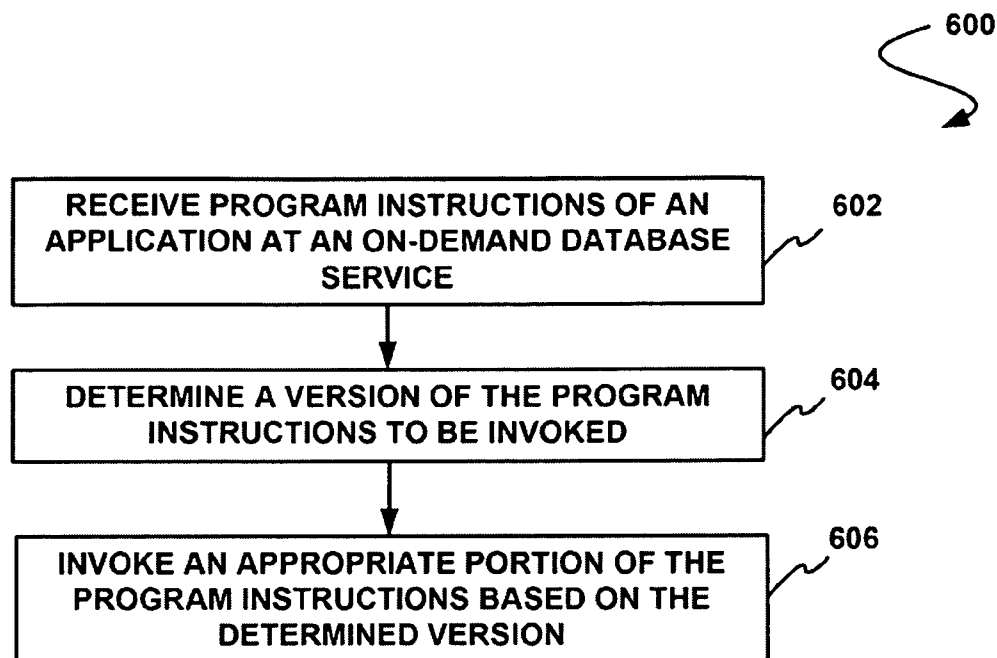 600
RECEIVE PROGRAM INSTRUCTIONS OF AN
APPLICATION AT AN ON-DEMAND DATABASE
SERVICE
602
DETERMINE A VERSION OF THE PROGRAM
INSTRUCTIONS TO BE INVOKED
604
INVOKE AN APPROPRIATE PORTION OF THE
PROGRAM INSTRUCTIONS BASED ON THE
DETERMINED VERSION
606